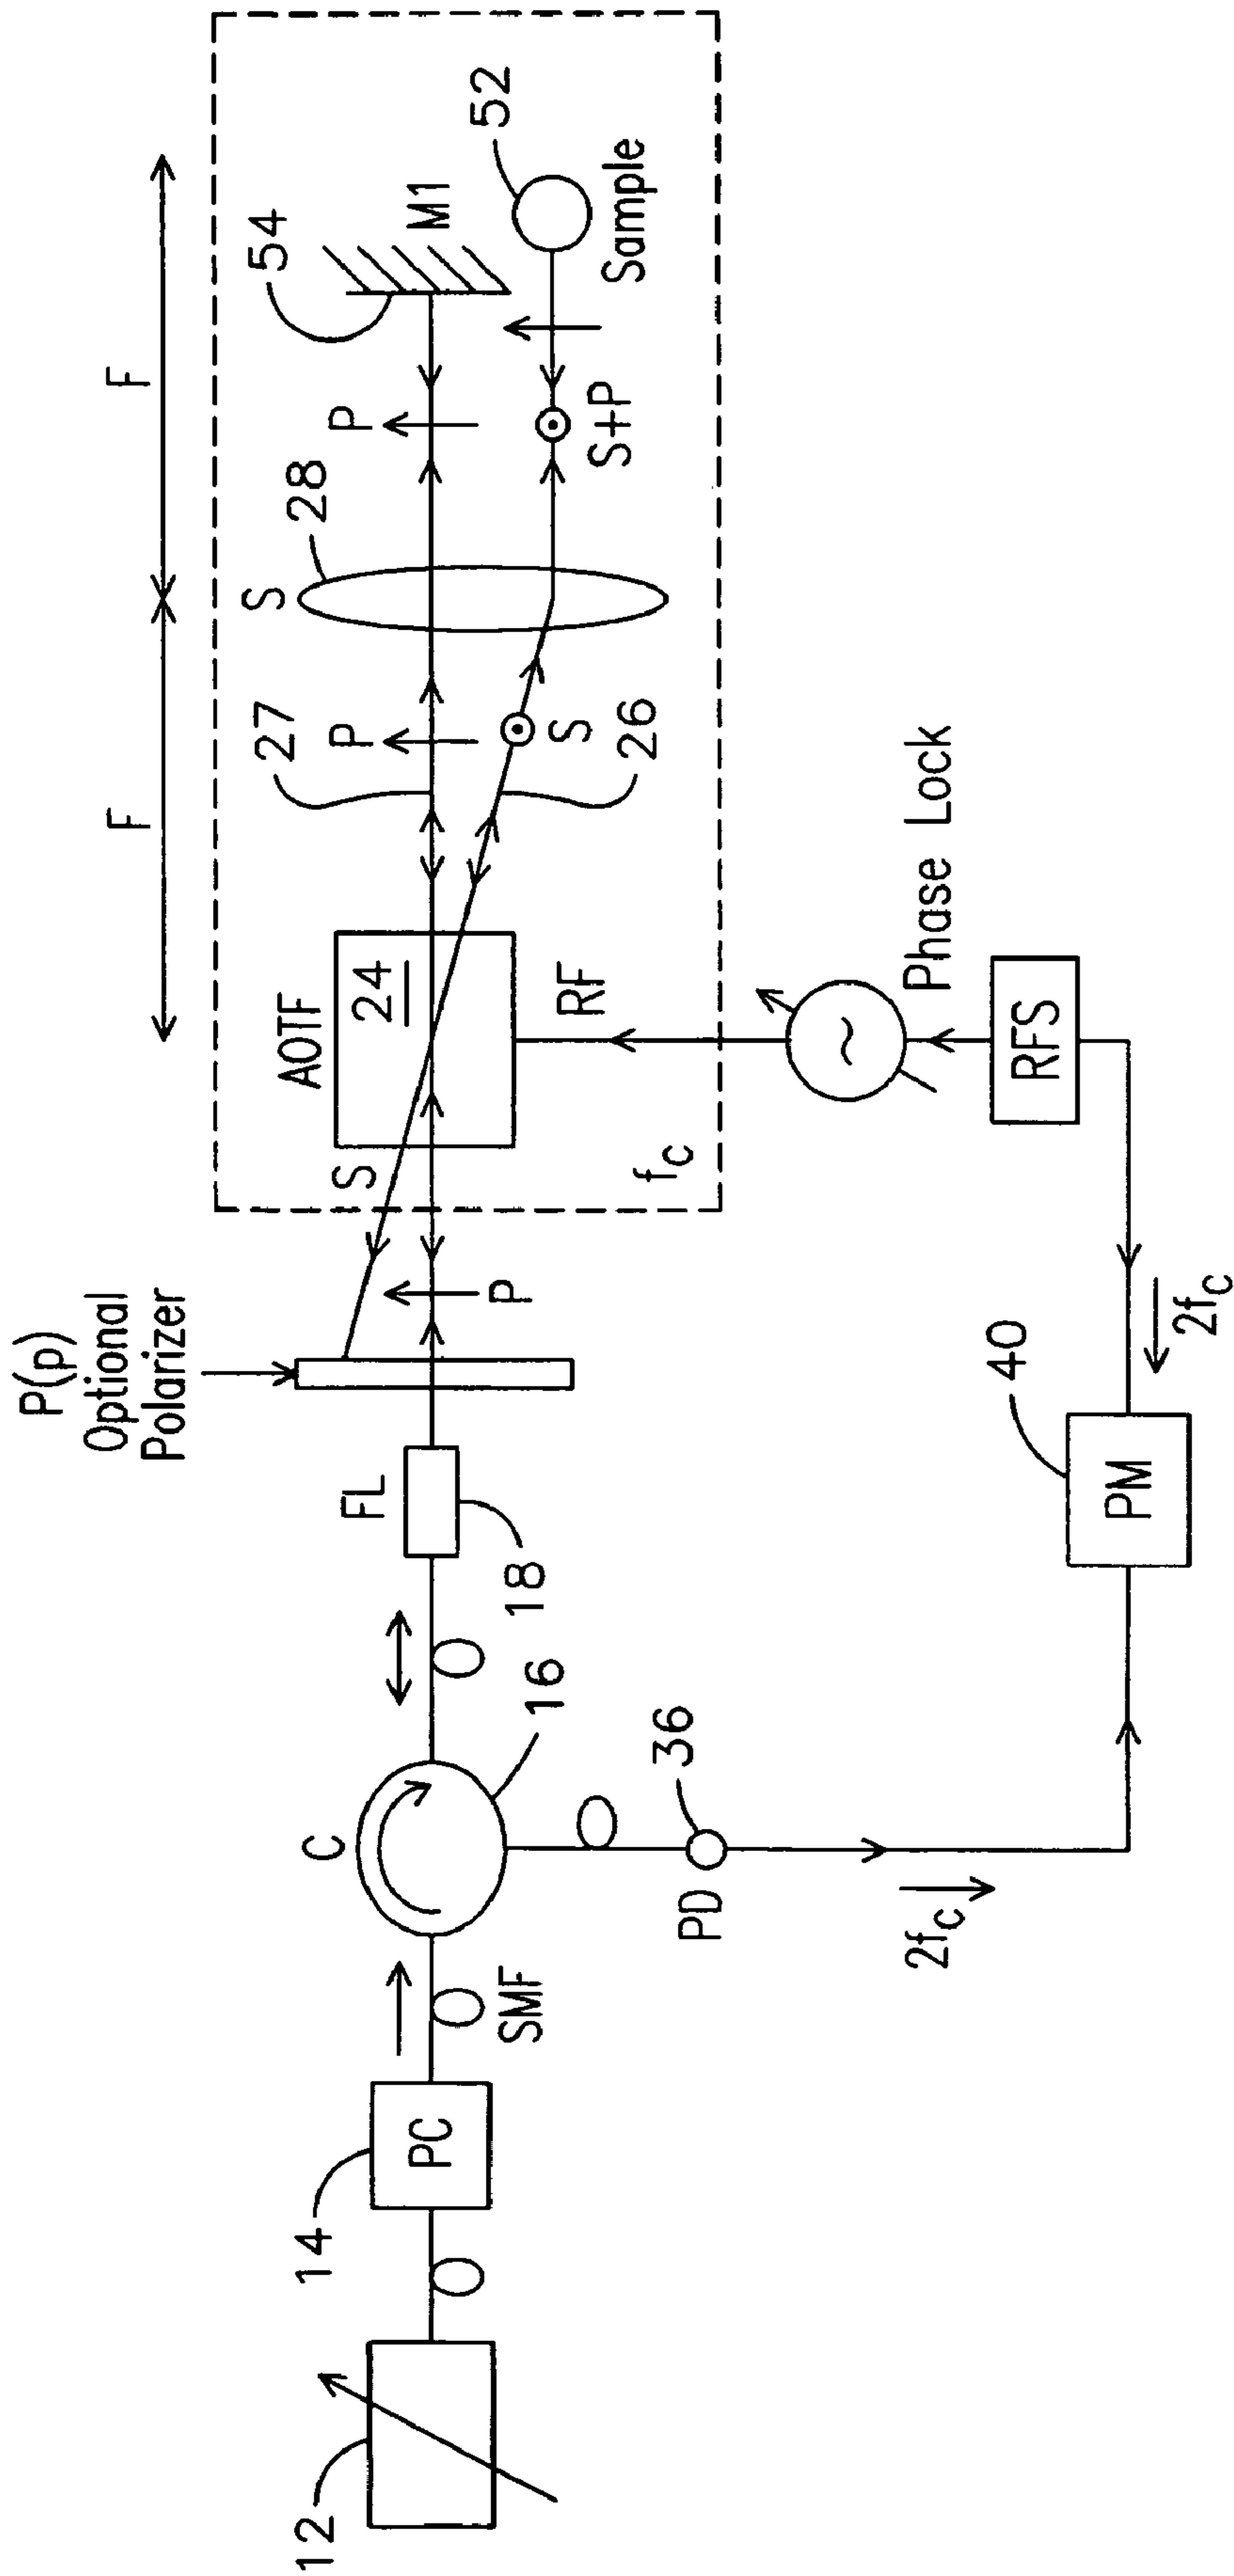 P(p)
Optional
Polarizer
F
F
AOTF
24
S
27
P
S
28
54
P
M1
52
Sample
S
26
S+P
RF
f_c
P
FL
18
C
16
SMF
14
PC
12
36
PD
2f_c
40
PM
2f_c
RFS
Phase Lock
~